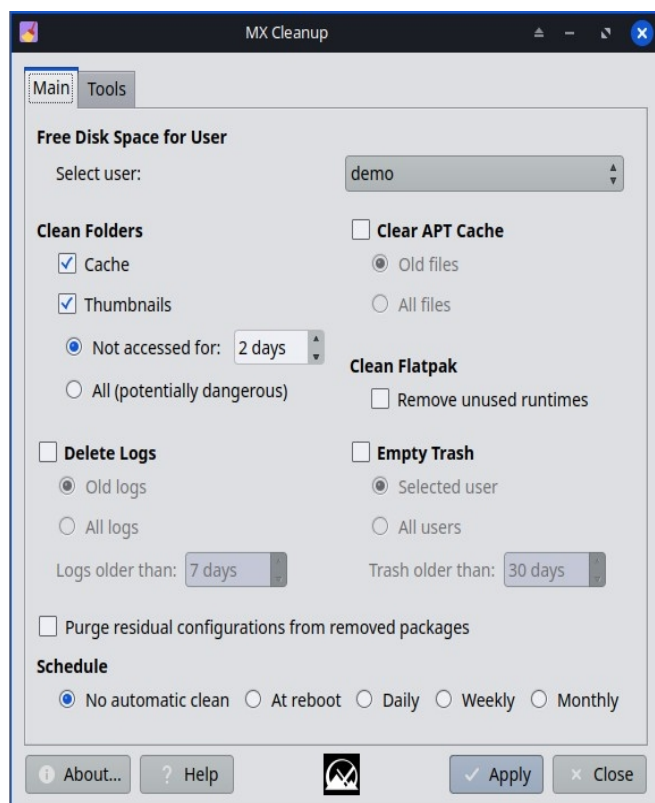 MX Cleanup
Main Tools
Free Disk Space for User
Select user: demo
Clean Folders
Cache
Thumbnails
Not accessed for: 2 days
All (potentially dangerous)
Clear APT Cache
Old files
All files
Clean Flatpak
Remove unused runtimes
Delete Logs
Old logs
All logs
Logs older than: 7 days
Empty Trash
Selected user
All users
Trash older than: 30 days
Purge residual configurations from removed packages
Schedule
No automatic clean At reboot Daily Weekly Monthly
About... Help Apply Close